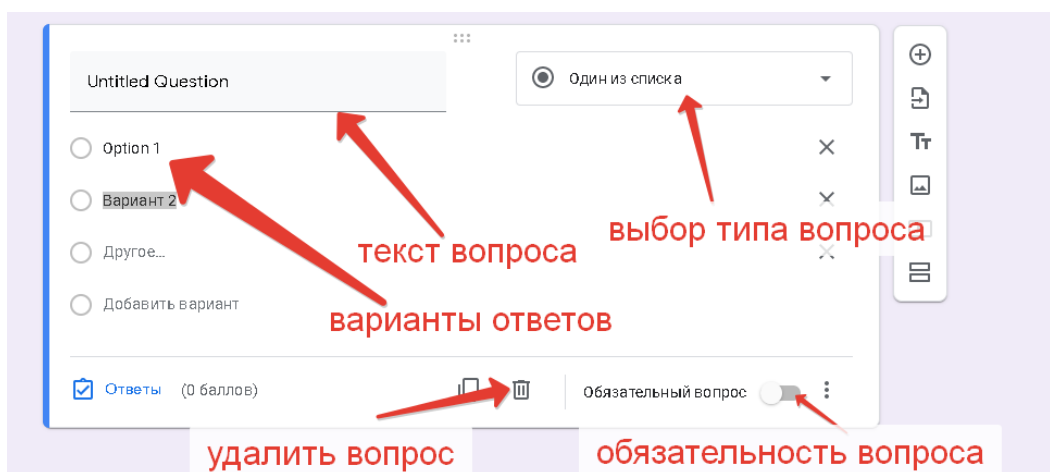 Untitled Question
Один из списка
Option 1
Тт
Вариант 2
выбор типа вопроса
текст вопроса
Другое...
Добавить вариант
варианты ответов
Ответы (0 баллов)
Обязательный вопрос
удалить вопрос
обязательность вопроса